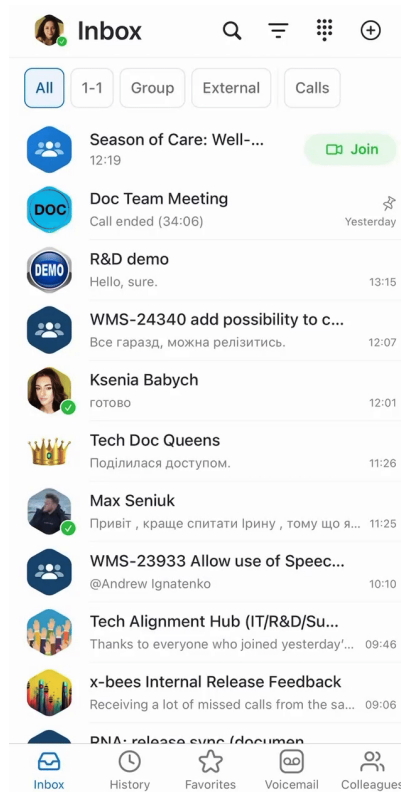 Inbox
All
1-1
Group
External
Calls
Season of Care: Well-...
12:19
Join
DOC
Doc Team Meeting
Call ended (34:06)
Yesterday
DEMO
R&D demo
Hello, sure.
13:15
WMS-24340 add possibility to c...
Все гаразд, можна релізитись.
12:07
Ksenia Babych
готово
12:01
Tech Doc Queens
Поділилася доступом.
11:26
Max Seniuk
Привіт , краще спитати Ірину , тому що я...
11:25
WMS-23933 Allow use of Speec...
@Andrew Ignatenko
10:10
Tech Alignment Hub (IT/R&D/Su...
Thanks to everyone who joined yesterday’...
09:46
x-bees Internal Release Feedback
Receiving a lot of missed calls from the sa...
09:06
RNA: release sync (documen
Inbox
History
Favorites
Voicemail
Colleagues